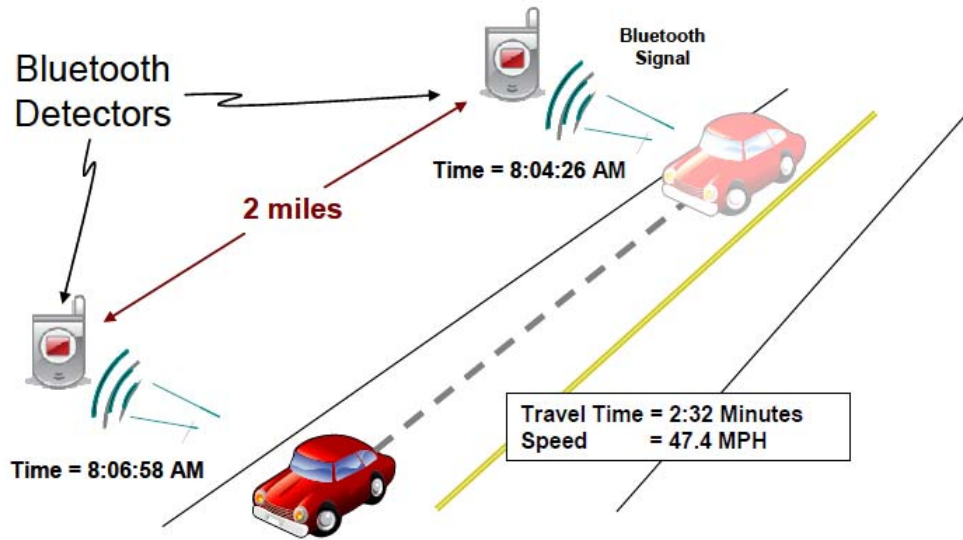 Bluetooth
Detectors
Bluetooth
Signal
Time = 8:04:26 AM
2 miles
Time = 8:06:58 AM
Travel Time = 2:32 Minutes
Speed = 47.4 MPH